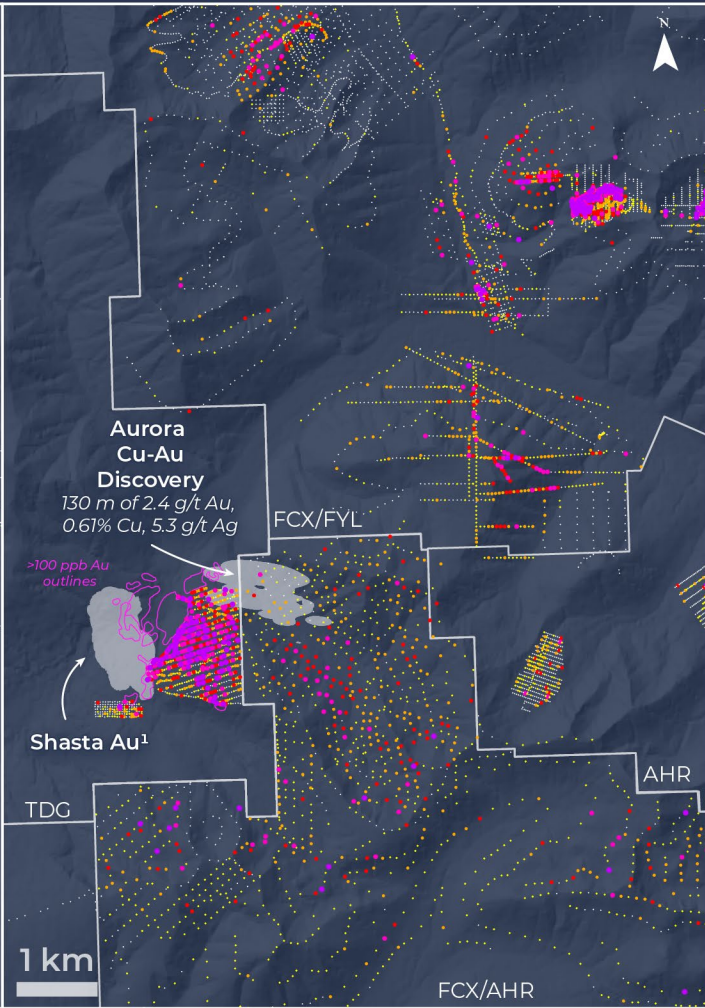 N
Aurora
Cu-Au
Discovery
130 m of 2.4 g/t Au,
0.61% Cu, 5.3 g/t Ag
FCX/FYL
>100 ppb Au
outlines
Shasta Au¹
AHR
TDG
1 km
FCX/AHR